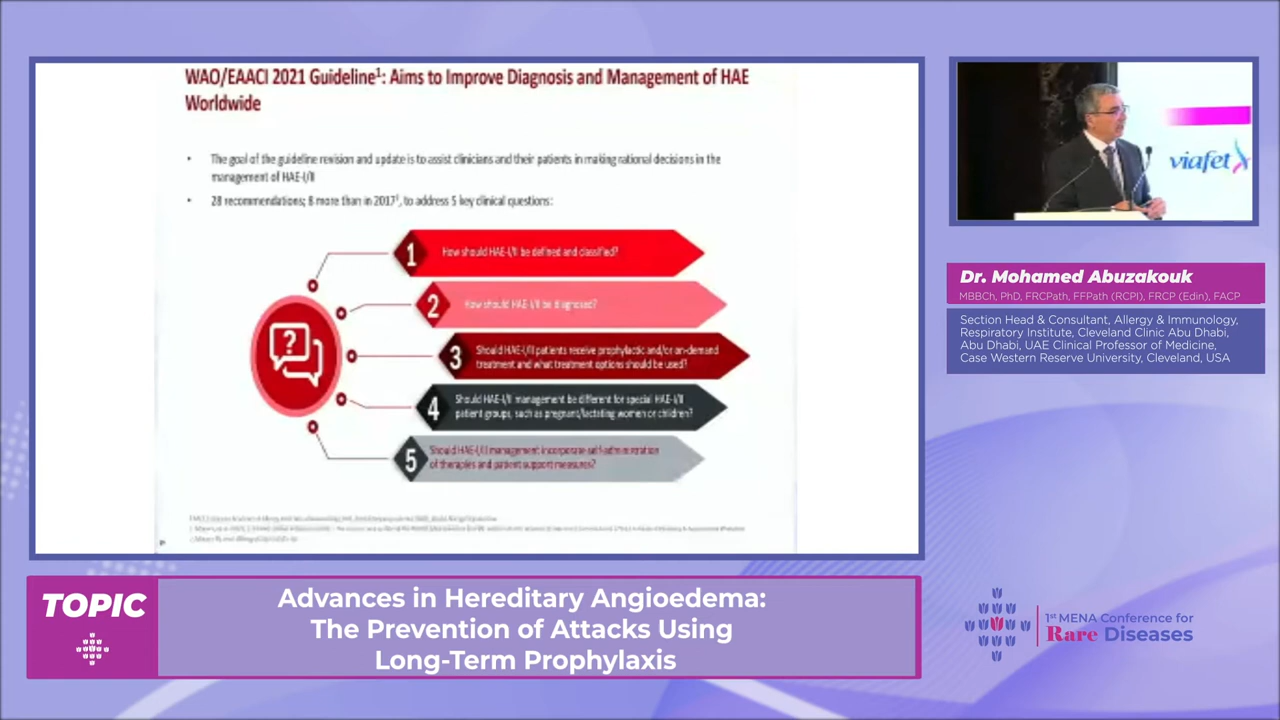 WAO/EAACI 2021 Guideline¹: Aims to Improve Diagnosis and Management of HAE
Worldwide
• The goal of the guideline revision and update is to assist clinicians and their patients in making rational decisions in the
management of HAE-I/II
• 28 recommendations; 8 more than in 2017¹, to address 5 key clinical questions:
1 How should HAE-I/II be defined and classified?
2 How should HAE-I/II be diagnosed?
3 Should HAE-I/II patients receive prophylactic and/or on-demand
treatment and what treatment options should be used?
4 Should HAE-I/II management be different for special HAE-I/II
patient groups, such as pregnant/lactating women or children?
5 Should HAE-I/II management incorporate self-administration
of therapies and patient support measures?
viafet
Dr. Mohamed Abuzakouk
MBBCh, PhD, FRCPath, FFPath (RCPI), FRCP (Edin), FACP
Section Head & Consultant, Allergy & Immunology,
Respiratory Institute, Cleveland Clinic Abu Dhabi,
Abu Dhabi, UAE Clinical Professor of Medicine,
Case Western Reserve University, Cleveland, USA
TOPIC
Advances in Hereditary Angioedema:
The Prevention of Attacks Using
Long-Term Prophylaxis
1st MENA Conference for
Rare Diseases